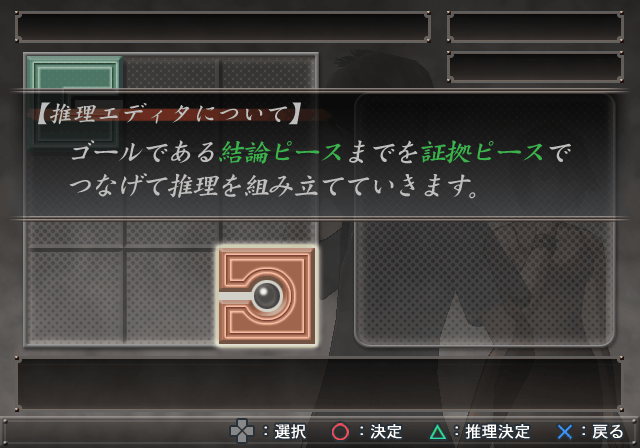 【推理エディタについて】
ゴールである結論ピースまでを証拠ピースで
つなげて推理を組み立てていきます。
：選択 ：決定 ：推理決定 ：戻る